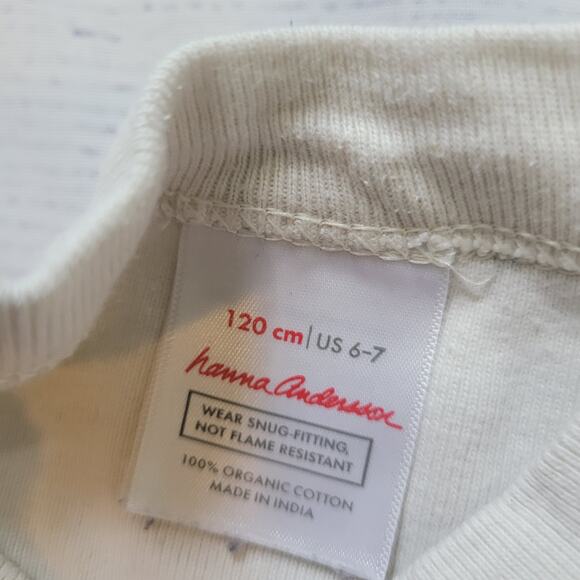 120 cm | US 6-7
hanna andersson
WEAR SNUG-FITTING,
NOT FLAME RESISTANT
100% ORGANIC COTTON
MADE IN INDIA